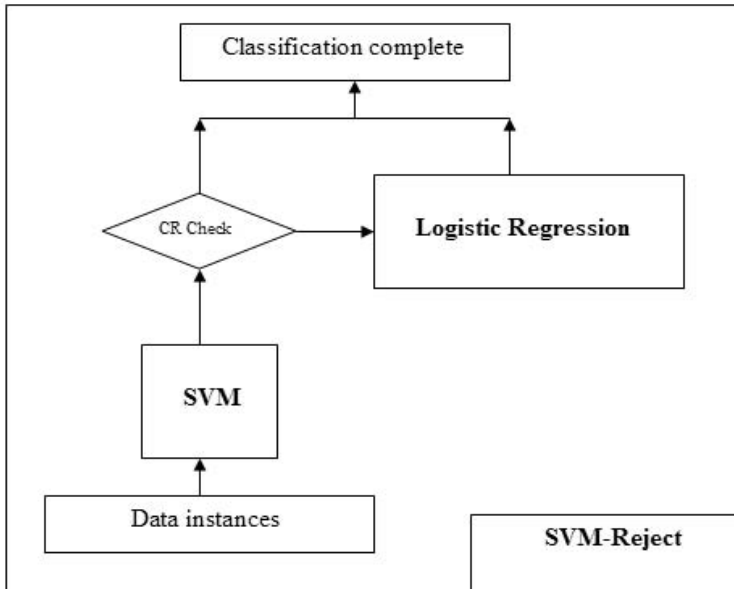 Classification complete
CR Check
Logistic Regression
SVM
Data instances
SVM-Reject